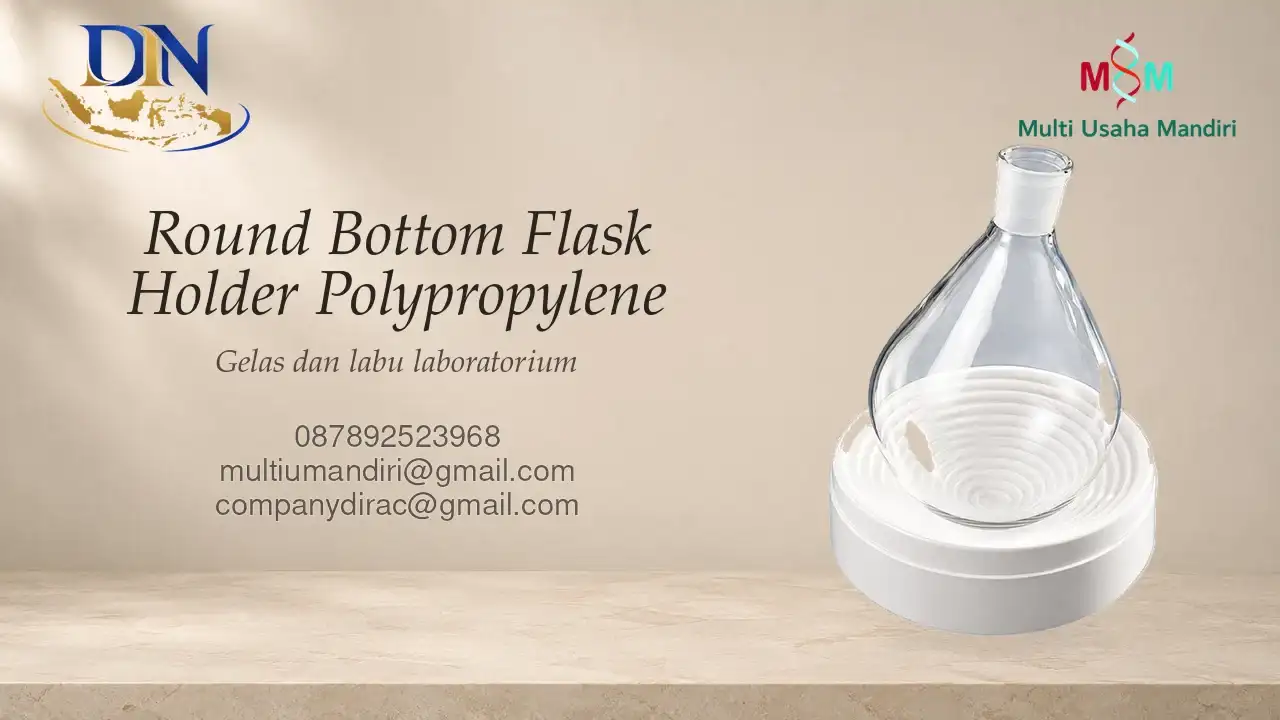 DIN
MSM
Multi Usaha Mandiri
Round Bottom Flask
Holder Polypropylene
Gelas dan labu laboratorium
087892523968
multiumandiri@gmail.com
companydirac@gmail.com